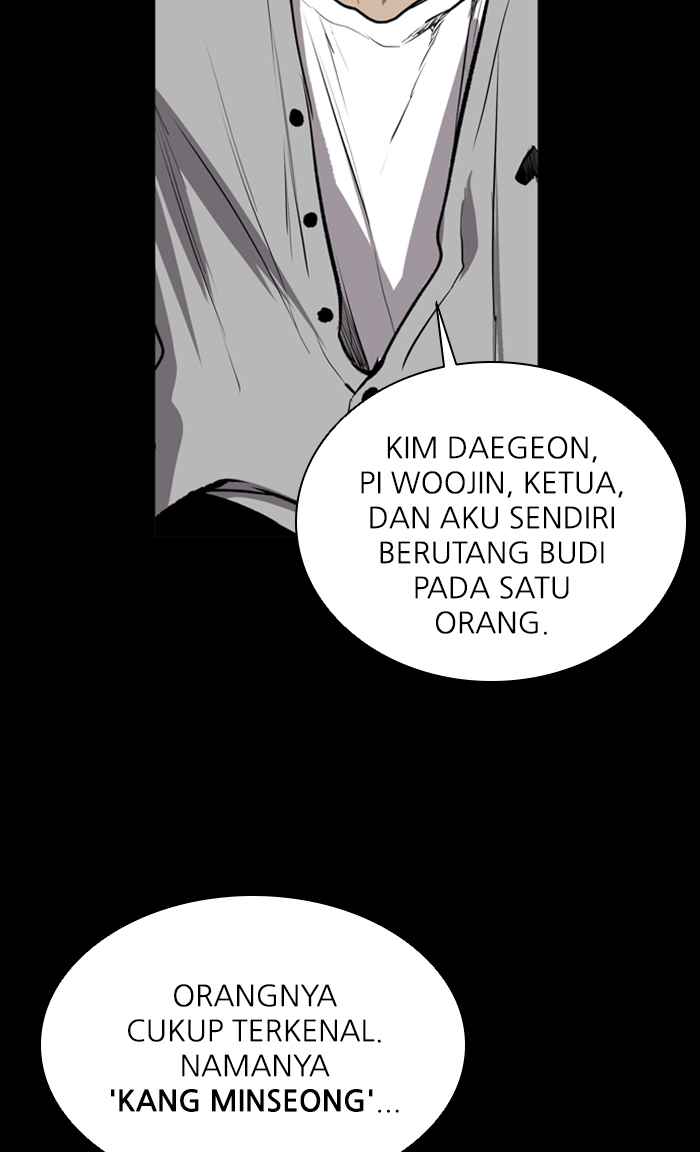 KIM DAEGEON,
PI WOOJIN, KETUA,
DAN AKU SENDIRI
BERUTANG BUDI
PADA SATU
ORANG.
ORANGNYA
CUKUP TERKENAL.
NAMANYA
'KANG MINSEONG'...